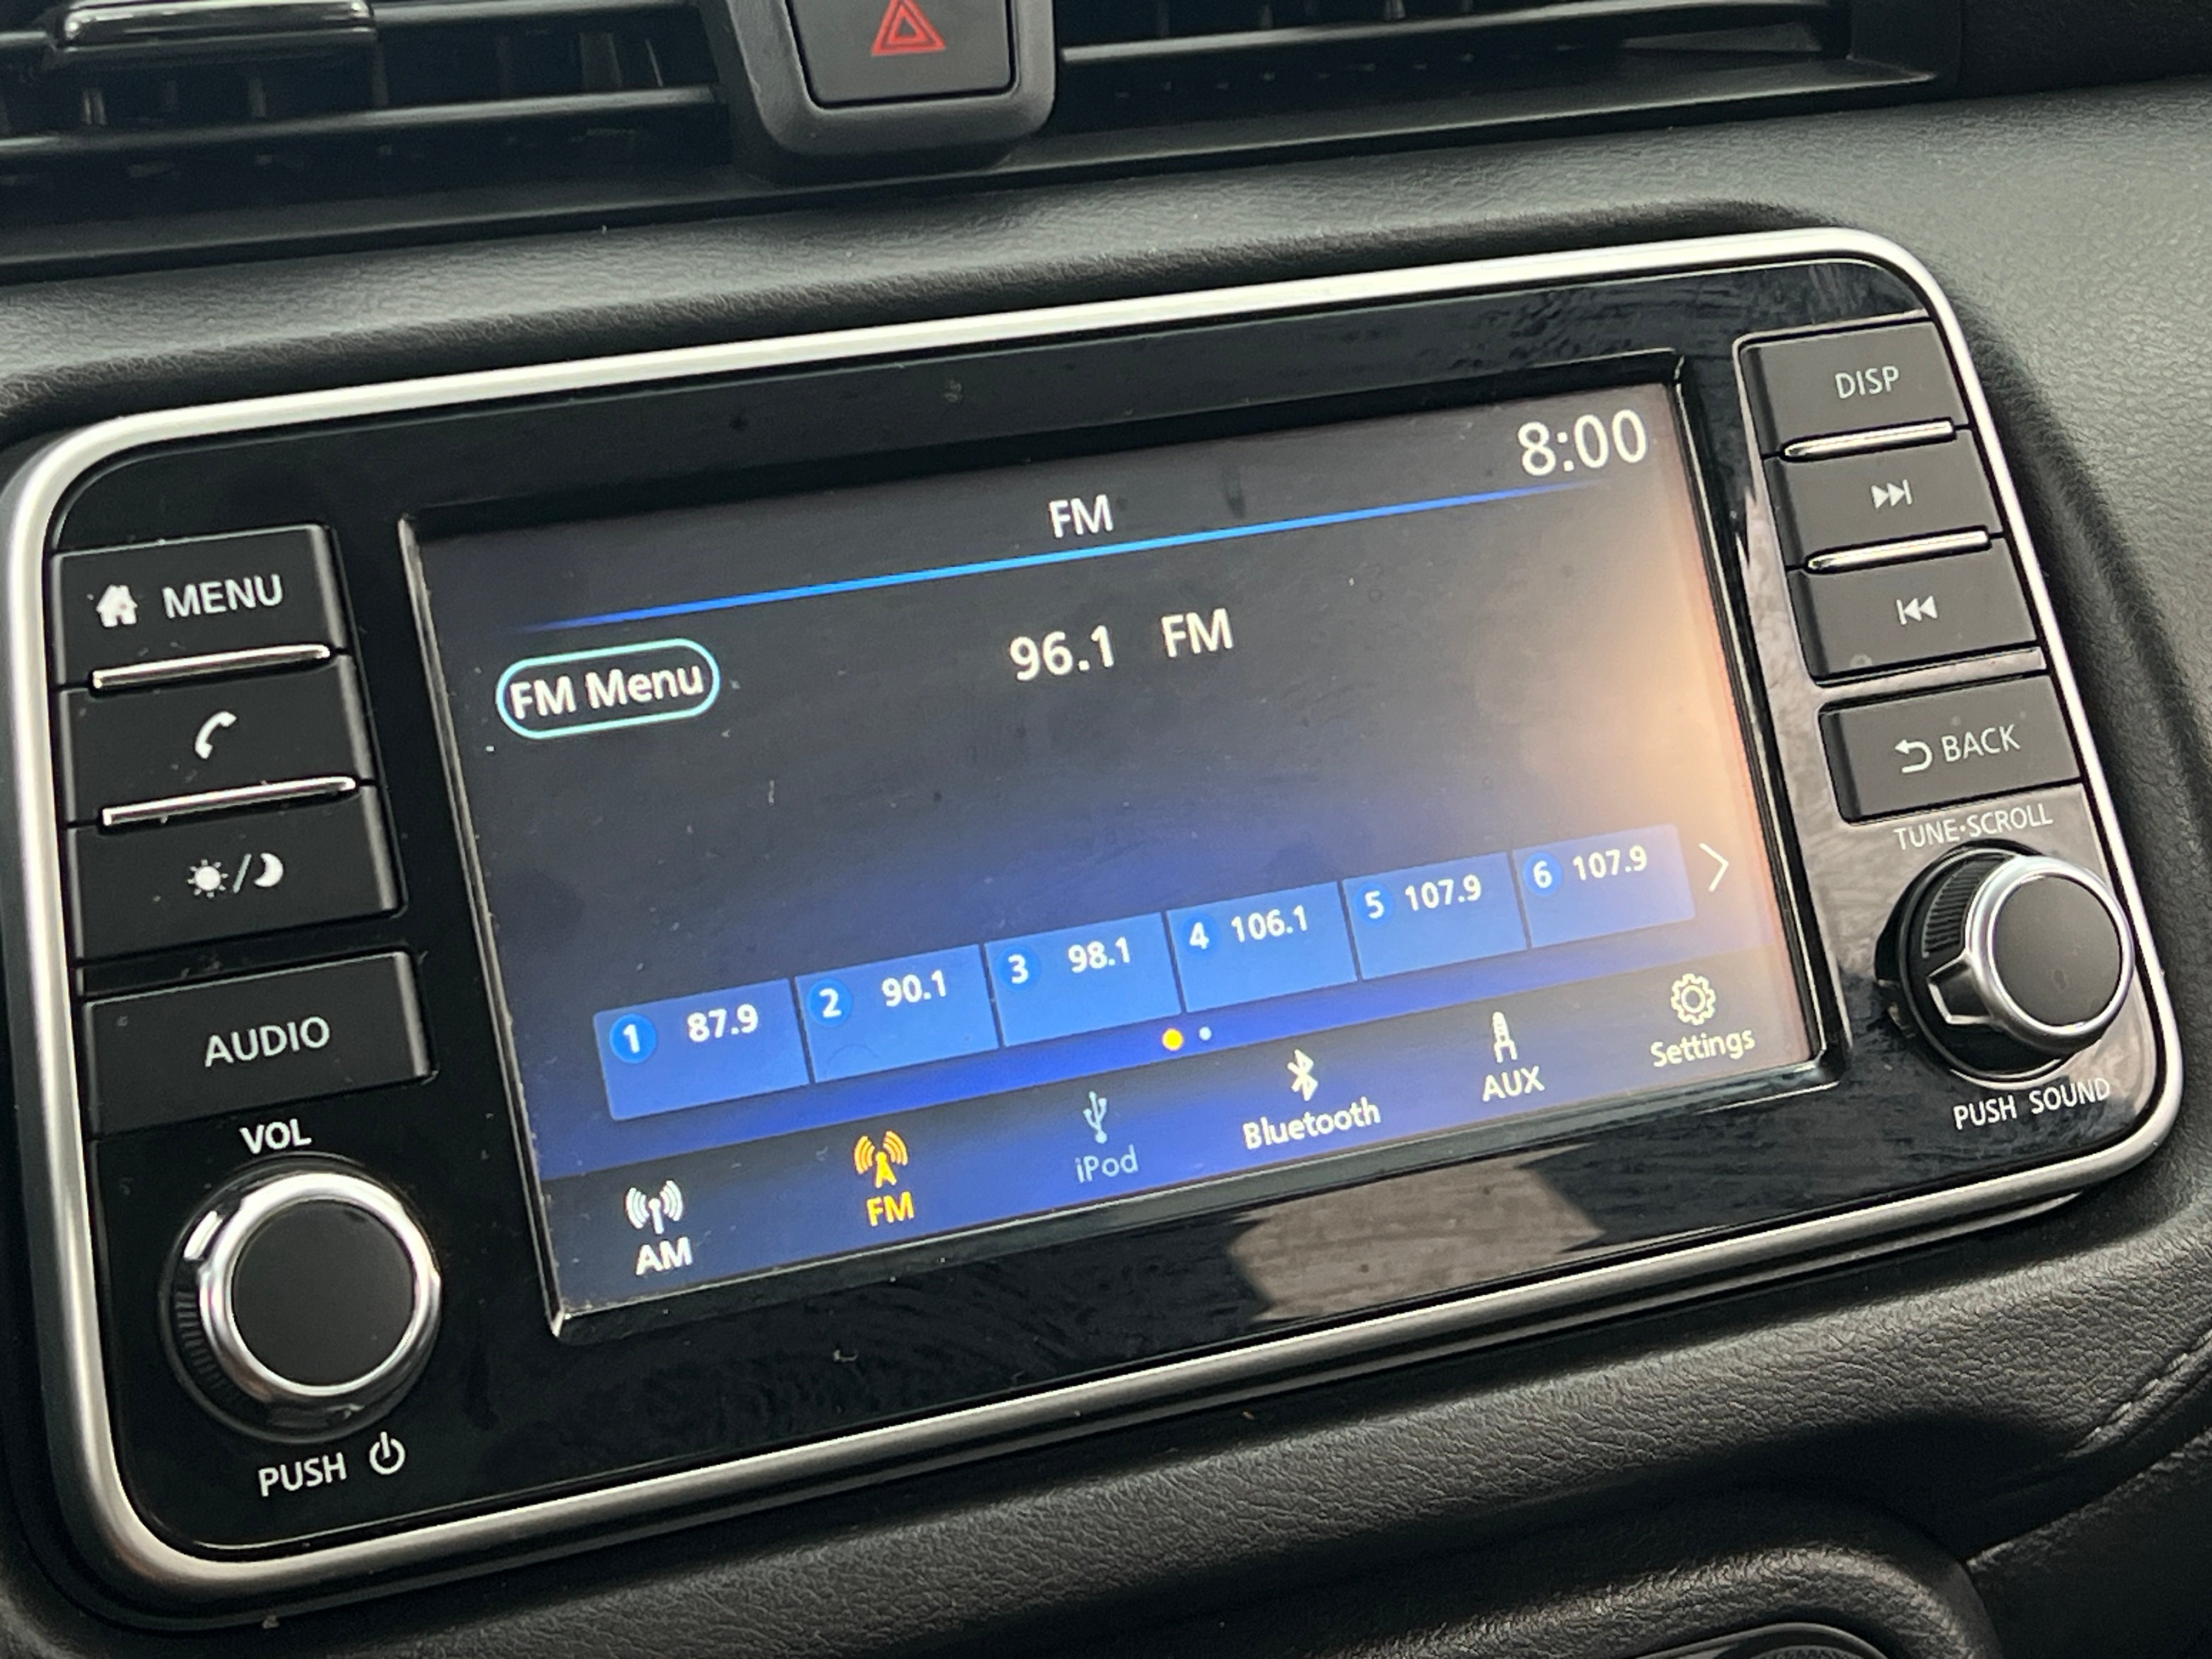 DISP
8:00
FM
MENU
96.1 FM
FM Menu
BACK
TUNE·SCROLL
1 87.9
2 90.1
3 98.1
4 106.1
5 107.9
6 107.9
AUDIO
VOL
AM
FM
iPod
Bluetooth
AUX
Settings
PUSH SOUND
PUSH